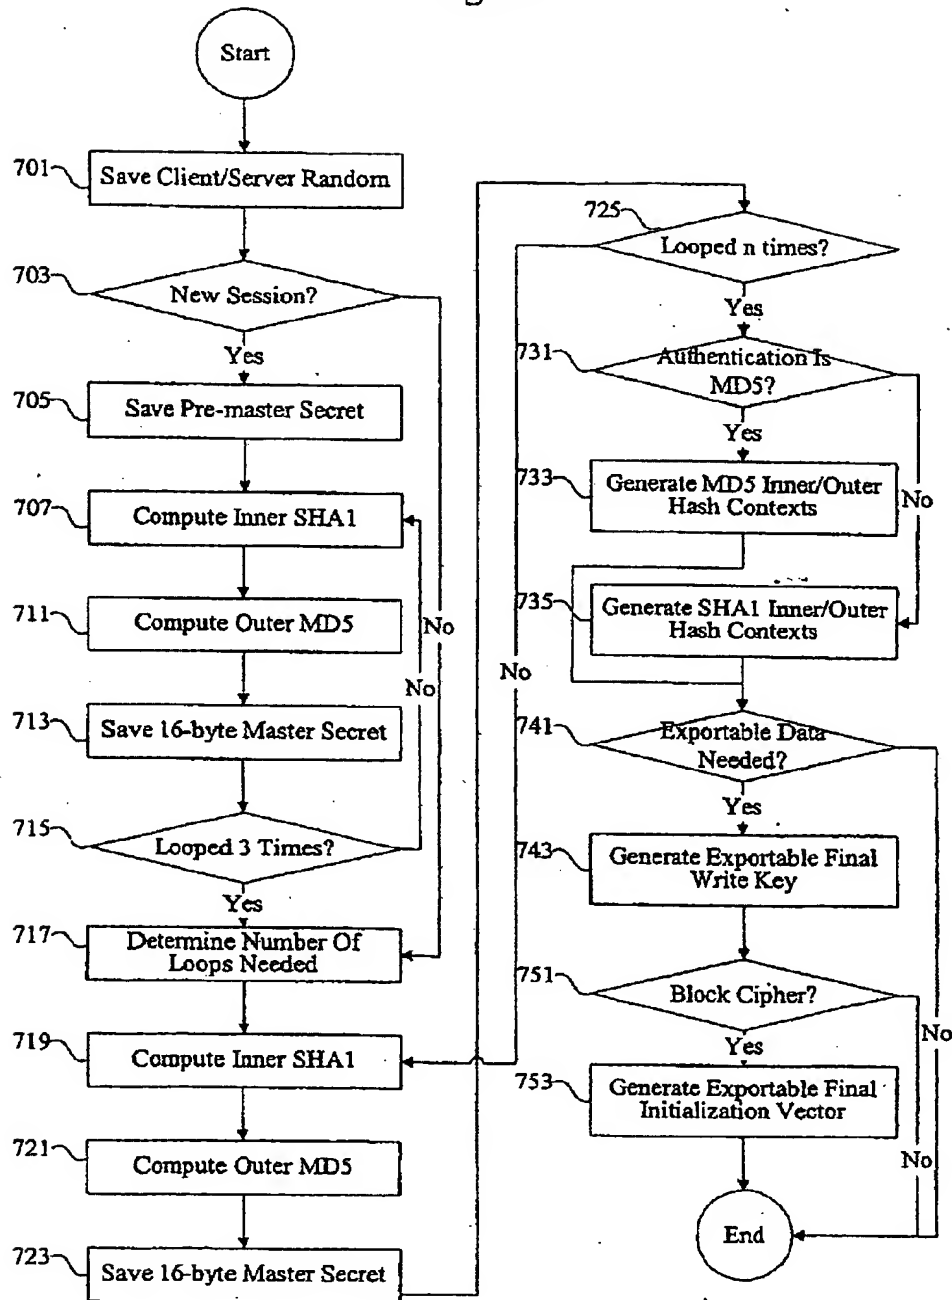 Start
701
Save Client/Server Random
703
New Session?
Yes
705
Save Pre-master Secret
707
Compute Inner SHA1
711
Compute Outer MD5
No
No
713
Save 16-byte Master Secret
715
Looped 3 Times?
Yes
717
Determine Number Of
Loops Needed
719
Compute Inner SHA1
721
Compute Outer MD5
723
Save 16-byte Master Secret
725
Looped n times?
Yes
No
731
Authentication Is
MD5?
Yes
No
733
Generate MD5 Inner/Outer
Hash Contexts
735
Generate SHA1 Inner/Outer
Hash Contexts
741
Exportable Data
Needed?
Yes
No
743
Generate Exportable Final
Write Key
751
Block Cipher?
Yes
No
753
Generate Exportable Final
Initialization Vector
End